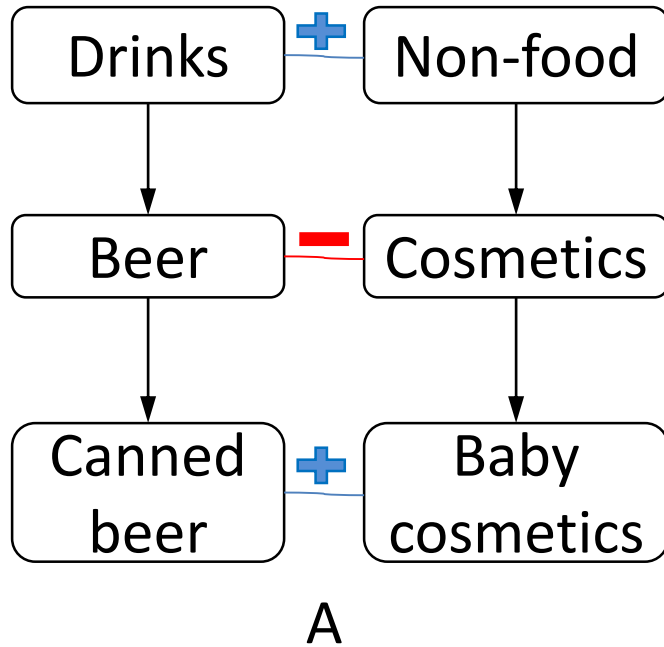 Drinks
Non-food
Beer
Cosmetics
Canned
beer
Baby
cosmetics
A